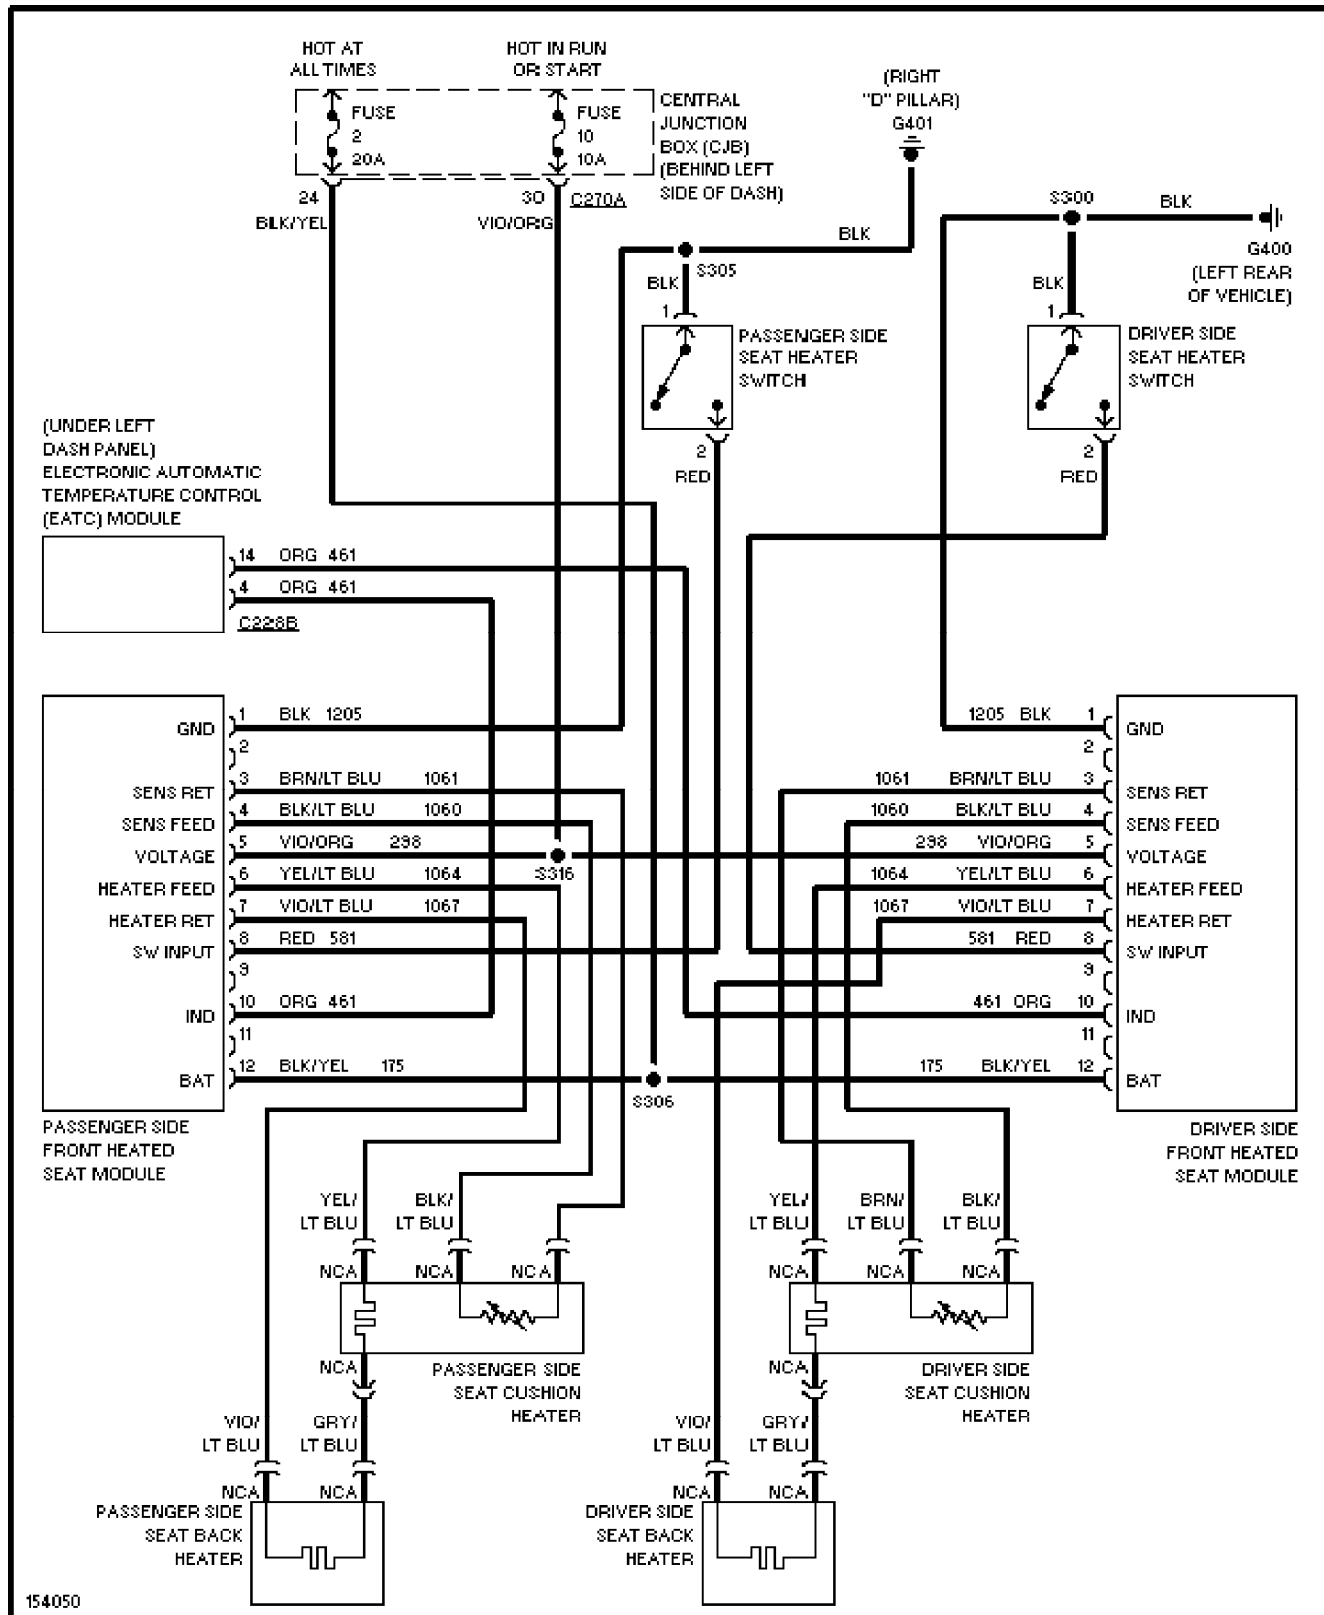 HOT AT
ALL TIMES
HOT IN RUN
OR START
FUSE
2
20A
FUSE
10
10A
CENTRAL
JUNCTION
BOX (CJB)
(BEHIND LEFT
SIDE OF DASH)
24
BLK/YEL
30
C270A
VIO/ORG
(RIGHT
"D" PILLAR)
G401
BLK
S305
BLK
1
PASSENGER SIDE
SEAT HEATER
SWITCH
2
RED
S300
BLK
G400
(LEFT REAR
OF VEHICLE)
BLK
1
DRIVER SIDE
SEAT HEATER
SWITCH
2
RED
(UNDER LEFT
DASH PANEL)
ELECTRONIC AUTOMATIC
TEMPERATURE CONTROL
(EATC) MODULE
14 ORG 461
4 ORG 461
C228B
GND 1 BLK 1205
2
SENS RET 3 BRN/LT BLU 1061
SENS FEED 4 BLK/LT BLU 1060
VOLTAGE 5 VIO/ORG 298
HEATER FEED 6 YEL/LT BLU 1064
HEATER RET 7 VIO/LT BLU 1067
SW INPUT 8 RED 581
9
IND 10 ORG 461
11
BAT 12 BLK/YEL 175
PASSENGER SIDE
FRONT HEATED
SEAT MODULE
S316
S306
1205 BLK 1 GND
2
1061 BRN/LT BLU 3 SENS RET
1060 BLK/LT BLU 4 SENS FEED
298 VIO/ORG 5 VOLTAGE
1064 YEL/LT BLU 6 HEATER FEED
1067 VIO/LT BLU 7 HEATER RET
581 RED 8 SW INPUT
9
461 ORG 10 IND
11
175 BLK/YEL 12 BAT
DRIVER SIDE
FRONT HEATED
SEAT MODULE
YEL/
LT BLU
BLK/
LT BLU
NCA
NCA
NCA
NCA
PASSENGER SIDE
SEAT CUSHION
HEATER
VIO/
LT BLU
GRY/
LT BLU
NCA
NCA
PASSENGER SIDE
SEAT BACK
HEATER
YEL/
LT BLU
BRN/
LT BLU
BLK/
LT BLU
NCA
NCA
NCA
NCA
DRIVER SIDE
SEAT CUSHION
HEATER
VIO/
LT BLU
GRY/
LT BLU
NCA
NCA
DRIVER SIDE
SEAT BACK
HEATER
154050